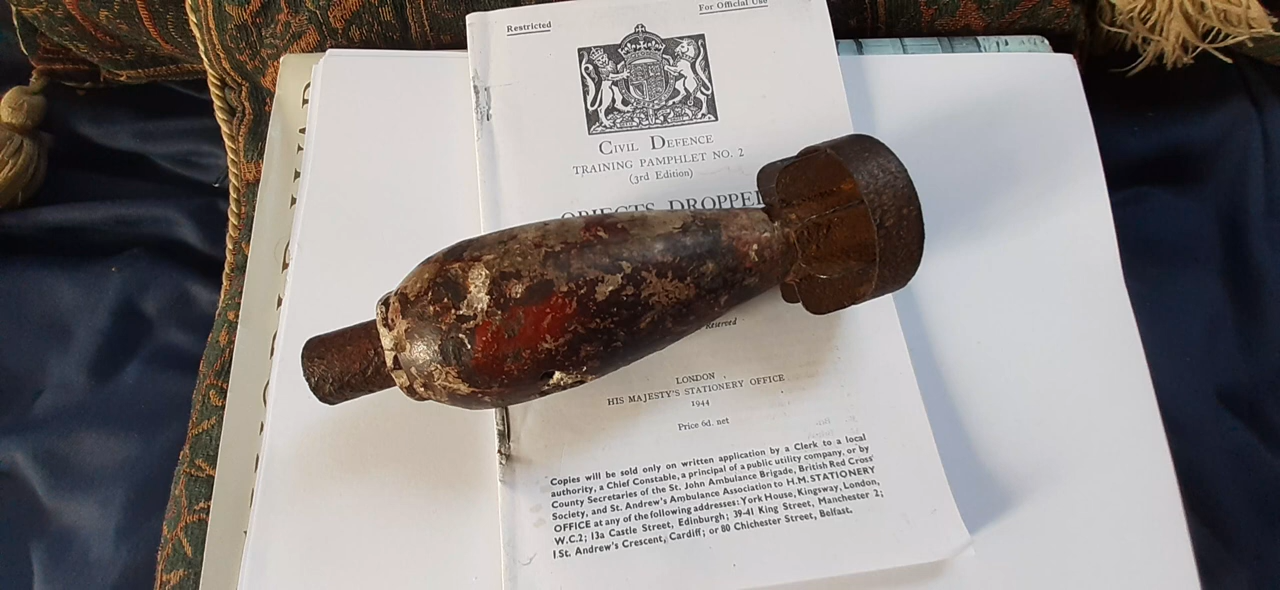 Restricted
For Official Use
CIVIL DEFENCE
TRAINING PAMPHLET NO. 2
(3rd Edition)
OBJECTS DROPPED
Reserved
LONDON
HIS MAJESTY'S STATIONERY OFFICE
1944
Price 6d. net
Copies will be sold only on written application by a Clerk to a local
authority, a Chief Constable, a principal of a public utility company, or by
County Secretaries of the St. John Ambulance Brigade, British Red Cross
Society, and St. Andrew's Ambulance Association to H.M. STATIONERY
OFFICE at any of the following addresses: York House, Kingsway, London,
W.C.2; 13a Castle Street, Edinburgh; 39-41 King Street, Manchester 2;
1 St. Andrew's Crescent, Cardiff; or 80 Chichester Street, Belfast.